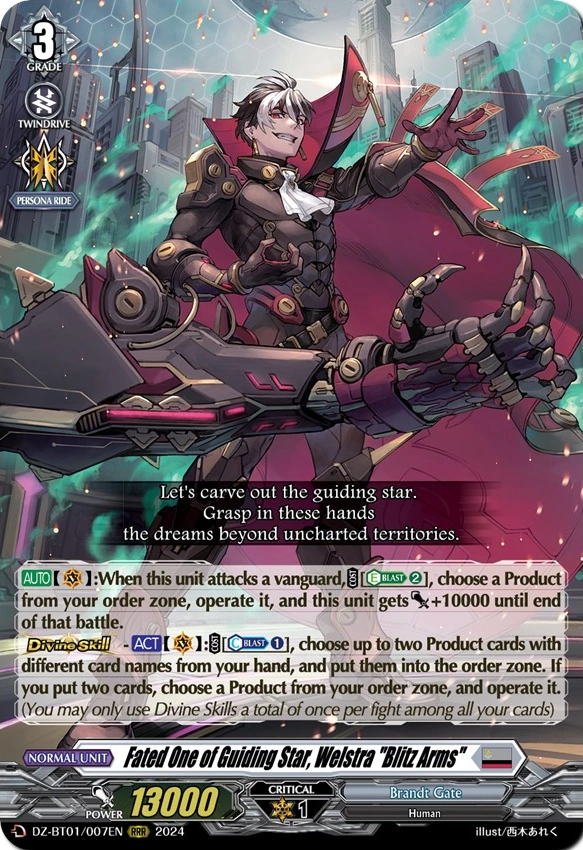 3
GRADE
TWINDRIVE
PERSONA RIDE
Let's carve out the guiding star.
Grasp in these hands
the dreams beyond uncharted territories.
AUTO【 】:When this unit attacks a vanguard, COST [E BLAST 2], choose a Product
from your order zone, operate it, and this unit gets +10000 until end
of that battle.
Divine Skill - ACT【 】:COST [C BLAST 1], choose up to two Product cards with
different card names from your hand, and put them into the order zone. If
you put two cards, choose a Product from your order zone, and operate it.
(You may only use Divine Skills a total of once per fight among all your cards)
NORMAL UNIT Fated One of Guiding Star, Welstra "Blitz Arms"
POWER 13000 CRITICAL 1 Brandt Gate
Human
D DZ-BT01/007EN RRR 2024 illust/西木あれく